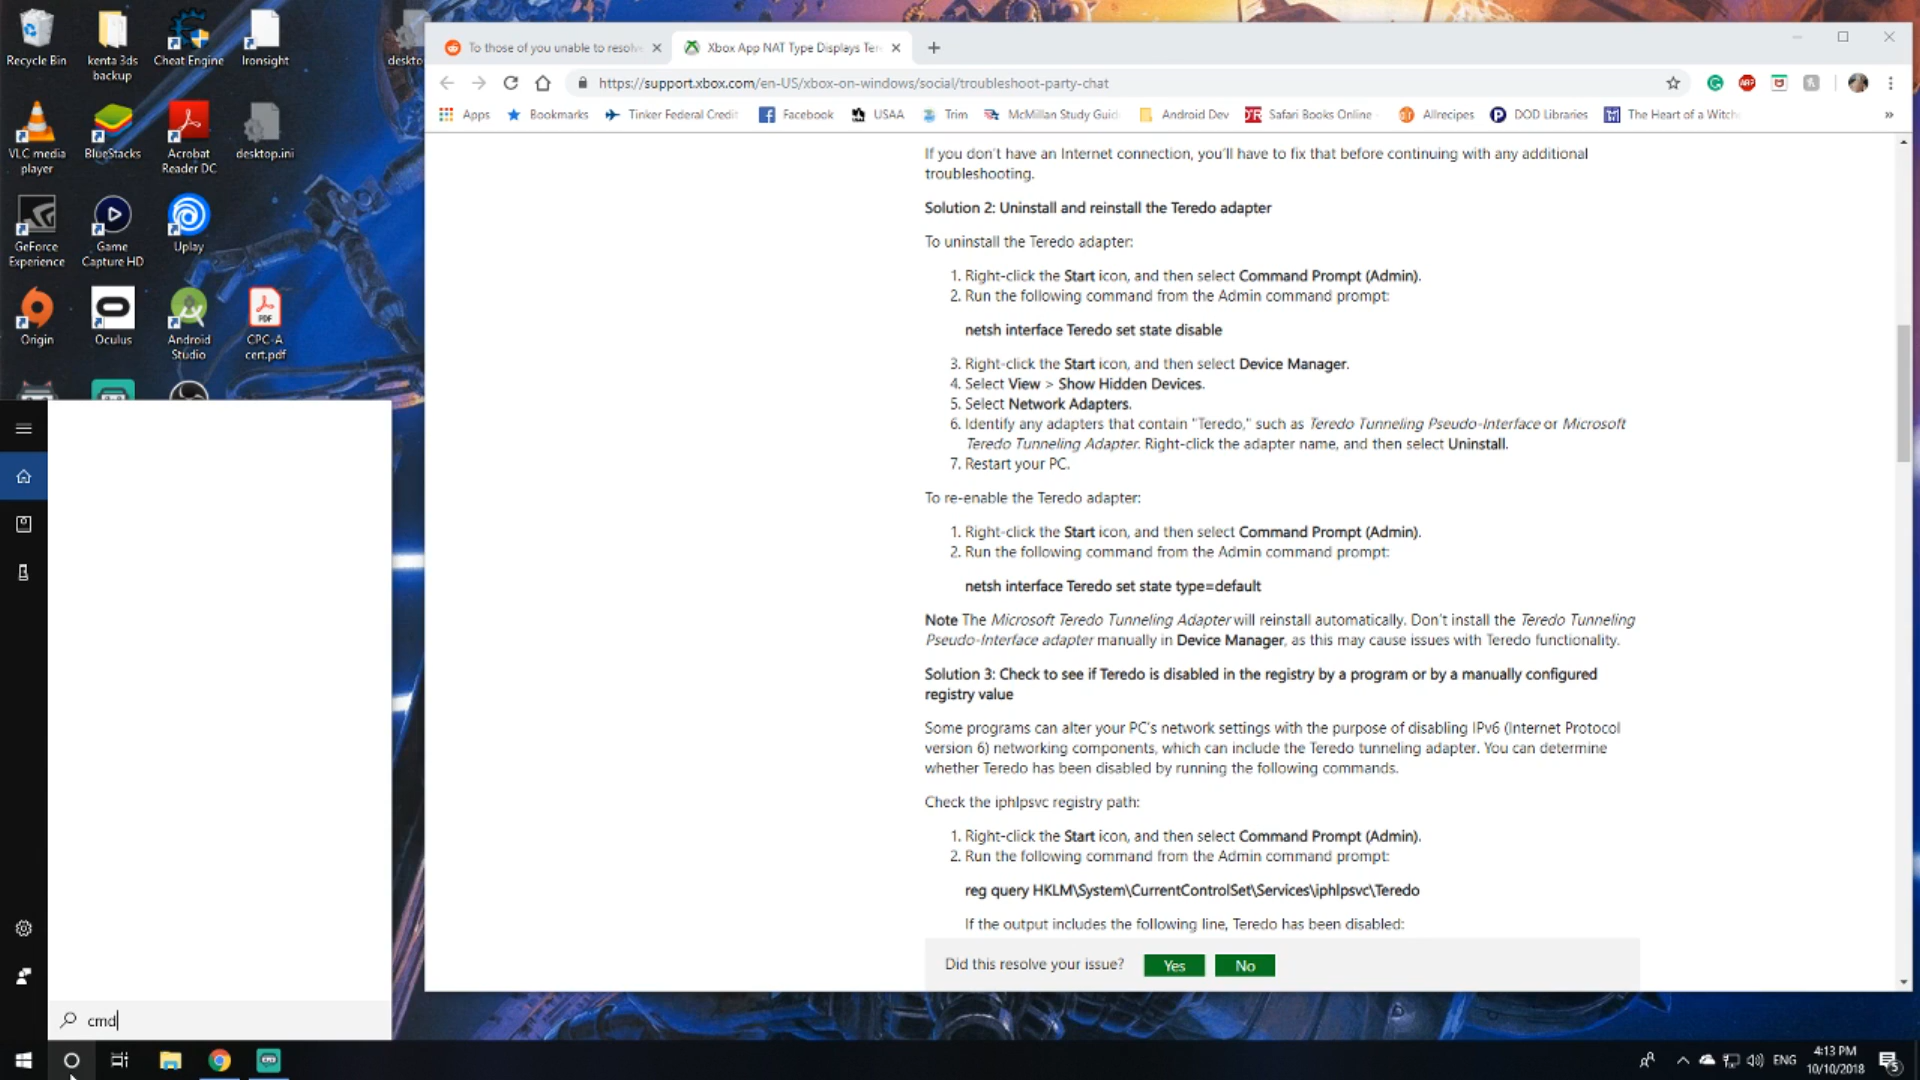 Recycle Bin
kenta 3ds
backup
Cheat Engine
Ironsight
deskto
VLC media
player
BlueStacks
Acrobat
Reader DC
desktop.ini
GeForce
Experience
Game
Capture HD
Uplay
Origin
Oculus
Android
Studio
PDF
CPC-A
cert.pdf
To those of you unable to resolv
Xbox App NAT Type Displays Ter
https://support.xbox.com/en-US/xbox-on-windows/social/troubleshoot-party-chat
Apps
Bookmarks
Tinker Federal Credit
Facebook
USAA
Trim
McMillan Study Guid
Android Dev
Safari Books Online
Allrecipes
DOD Libraries
The Heart of a Witch
If you don't have an Internet connection, you'll have to fix that before continuing with any additional
troubleshooting.
Solution 2: Uninstall and reinstall the Teredo adapter
To uninstall the Teredo adapter:
1. Right-click the Start icon, and then select Command Prompt (Admin).
2. Run the following command from the Admin command prompt:
netsh interface Teredo set state disable
3. Right-click the Start icon, and then select Device Manager.
4. Select View > Show Hidden Devices.
5. Select Network Adapters.
6. Identify any adapters that contain "Teredo," such as Teredo Tunneling Pseudo-Interface or Microsoft
Teredo Tunneling Adapter. Right-click the adapter name, and then select Uninstall.
7. Restart your PC.
To re-enable the Teredo adapter:
1. Right-click the Start icon, and then select Command Prompt (Admin).
2. Run the following command from the Admin command prompt:
netsh interface Teredo set state type=default
Note The Microsoft Teredo Tunneling Adapter will reinstall automatically. Don't install the Teredo Tunneling
Pseudo-Interface adapter manually in Device Manager, as this may cause issues with Teredo functionality.
Solution 3: Check to see if Teredo is disabled in the registry by a program or by a manually configured
registry value
Some programs can alter your PC's network settings with the purpose of disabling IPv6 (Internet Protocol
version 6) networking components, which can include the Teredo tunneling adapter. You can determine
whether Teredo has been disabled by running the following commands.
Check the iphlpsvc registry path:
1. Right-click the Start icon, and then select Command Prompt (Admin).
2. Run the following command from the Admin command prompt:
reg query HKLM\System\CurrentControlSet\Services\iphlpsvc\Teredo
If the output includes the following line, Teredo has been disabled:
Did this resolve your issue?
Yes
No
cmd
ENG
4:13 PM
10/10/2018
5